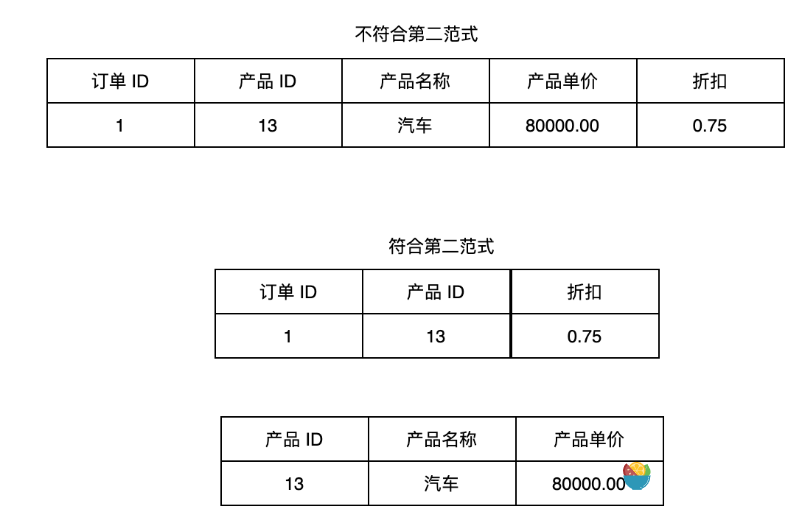 不符合第二范式
订单 ID 产品 ID 产品名称 产品单价 折扣
1 13 汽车 80000.00 0.75
符合第二范式
订单 ID 产品 ID 折扣
1 13 0.75
产品 ID 产品名称 产品单价
13 汽车 80000.00